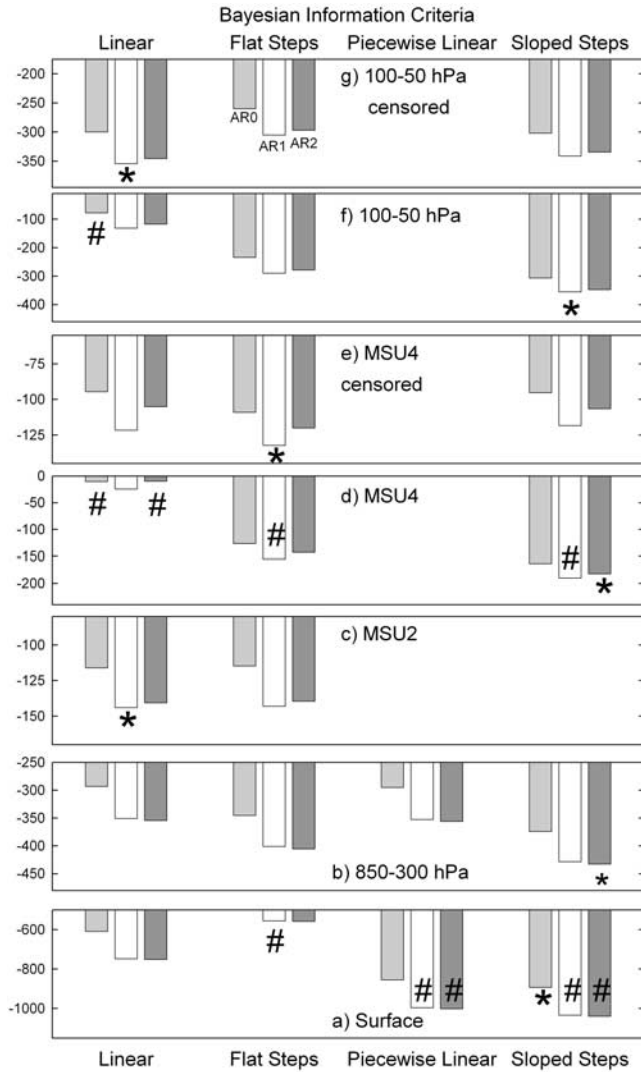 Bayesian Information Criteria
Linear Flat Steps Piecewise Linear Sloped Steps
-200
-250
-300
-350
g) 100-50 hPa
censored
AR0
AR1
AR2
*
-100
-200
-300
-400
f) 100-50 hPa
#
*
-75
-100
-125
e) MSU4
censored
*
0
-50
-100
-150
-200
d) MSU4
# # # # *
-100
-125
-150
c) MSU2
*
-250
-300
-350
-400
-450
b) 850-300 hPa
*
-600
-800
-1000
a) Surface
# # # * # #
Linear Flat Steps Piecewise Linear Sloped Steps